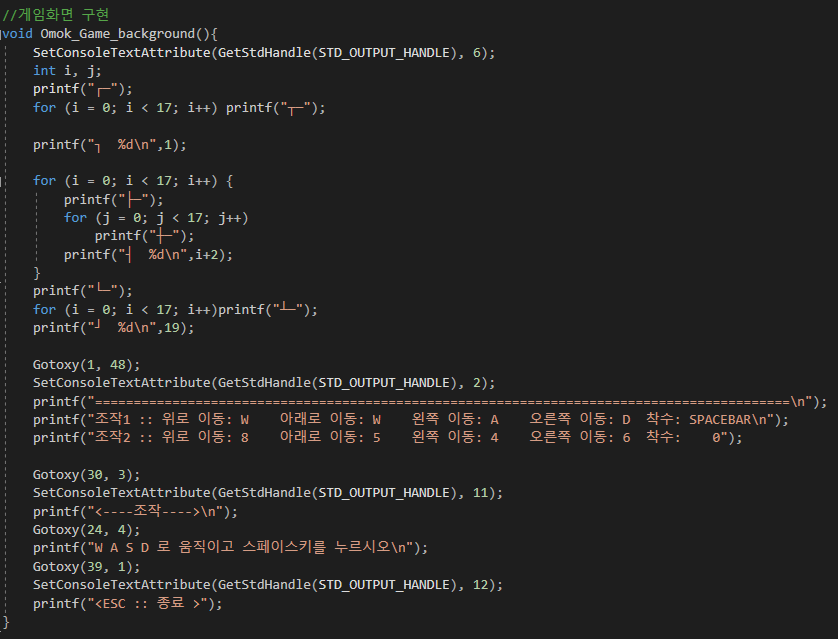 //게임화면 구현
void Omok_Game_background(){
    SetConsoleTextAttribute(GetStdHandle(STD_OUTPUT_HANDLE), 6);
    int i, j;
    printf("┌─");
    for (i = 0; i < 17; i++) printf("┬─");

    printf("┐  %d\n",1);

    for (i = 0; i < 17; i++) {
        printf("├─");
        for (j = 0; j < 17; j++)
            printf("┼─");
        printf("┤  %d\n",i+2);
    }
    printf("└─");
    for (i = 0; i < 17; i++)printf("┴─");
    printf("┘  %d\n",19);

    Gotoxy(1, 48);
    SetConsoleTextAttribute(GetStdHandle(STD_OUTPUT_HANDLE), 2);
    printf("=========================================================================================\n");
    printf("조작1 :: 위로 이동: W    아래로 이동: W    왼쪽 이동: A    오른쪽 이동: D  착수: SPACEBAR\n");
    printf("조작2 :: 위로 이동: 8    아래로 이동: 5    왼쪽 이동: 4    오른쪽 이동: 6  착수:    0");

    Gotoxy(30, 3);
    SetConsoleTextAttribute(GetStdHandle(STD_OUTPUT_HANDLE), 11);
    printf("<----조작---->\n");
    Gotoxy(24, 4);
    printf("W A S D 로 움직이고 스페이스키를 누르시오\n");
    Gotoxy(39, 1);
    SetConsoleTextAttribute(GetStdHandle(STD_OUTPUT_HANDLE), 12);
    printf("<ESC :: 종료 >");
}